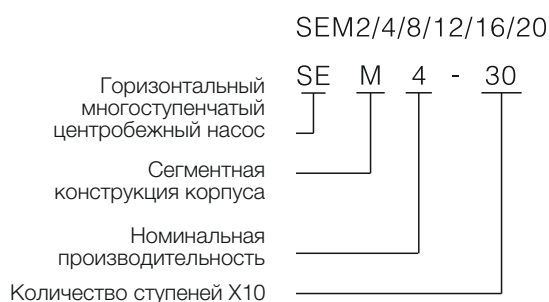 SEM2/4/8/12/16/20
SE M 4 - 30
Горизонтальный
многоступенчатый
центробежный насос
Сегментная
конструкция корпуса
Номинальная
производительность
Количество ступеней X10